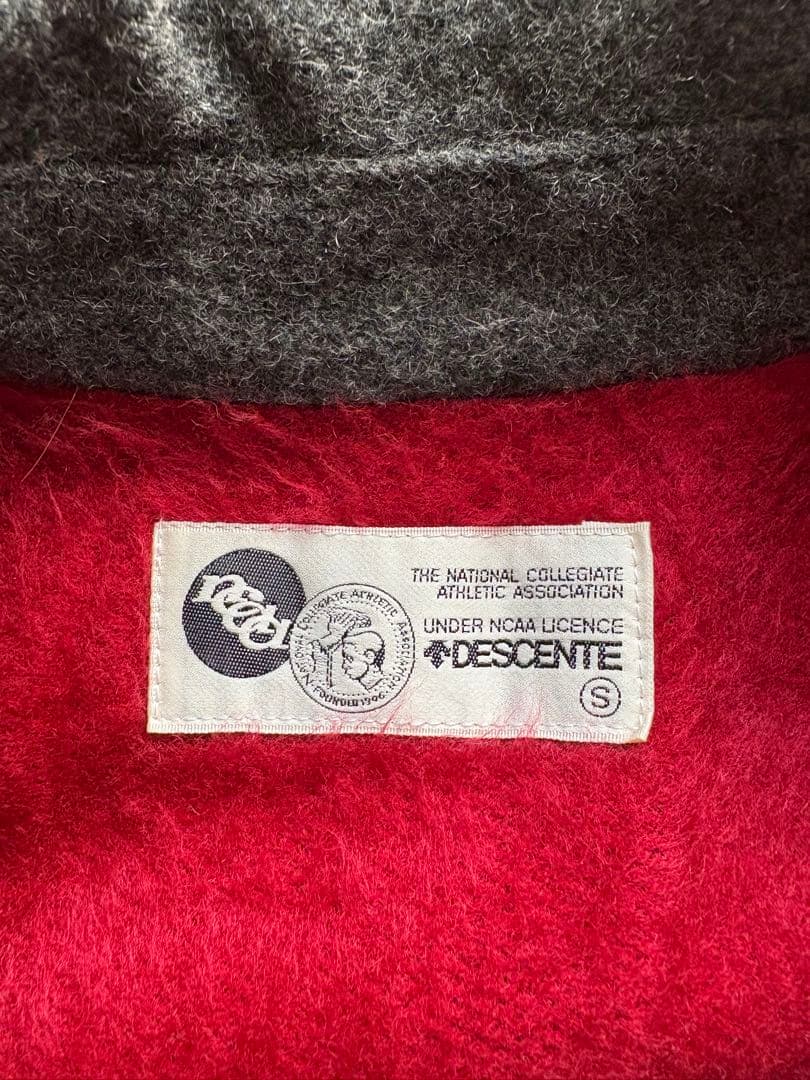 ncaa
NATIONAL COLLEGIATE ATHLETIC ASSOCIATION
FOUNDED 1906
THE NATIONAL COLLEGIATE
ATHLETIC ASSOCIATION
UNDER NCAA LICENCE
DESCENTE
S